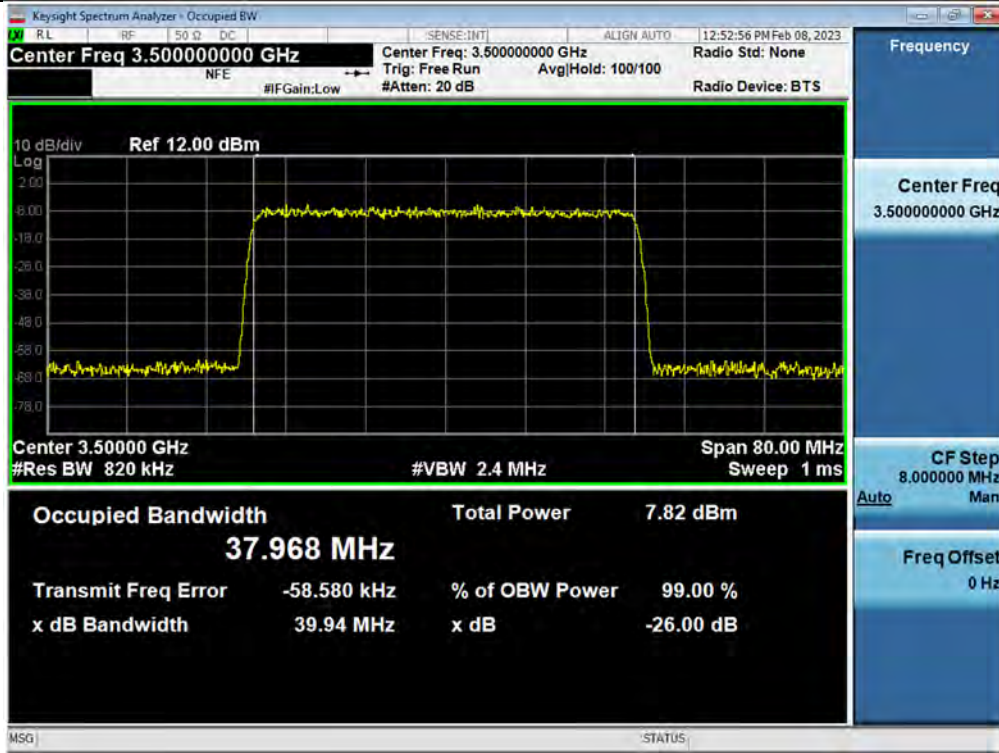 Keysight Spectrum Analyzer - Occupied BW
LXI RL RF 50 Ω DC SENSE:INT ALIGN AUTO 12:52:56 PM Feb 08, 2023
Center Freq 3.500000000 GHz
NFE
#IFGain:Low
Center Freq: 3.500000000 GHz
Trig: Free Run Avg|Hold: 100/100
#Atten: 20 dB
Radio Std: None
Radio Device: BTS
10 dB/div Ref 12.00 dBm
Log
2.00
-8.00
-18.0
-28.0
-38.0
-48.0
-58.0
-68.0
-78.0
Center 3.50000 GHz Span 80.00 MHz
#Res BW 820 kHz #VBW 2.4 MHz Sweep 1 ms
Occupied Bandwidth Total Power 7.82 dBm
37.968 MHz
Transmit Freq Error -58.580 kHz % of OBW Power 99.00 %
x dB Bandwidth 39.94 MHz x dB -26.00 dB
Frequency
Center Freq
3.500000000 GHz
CF Step
8.000000 MHz
Auto Man
Freq Offset
0 Hz
MSG STATUS